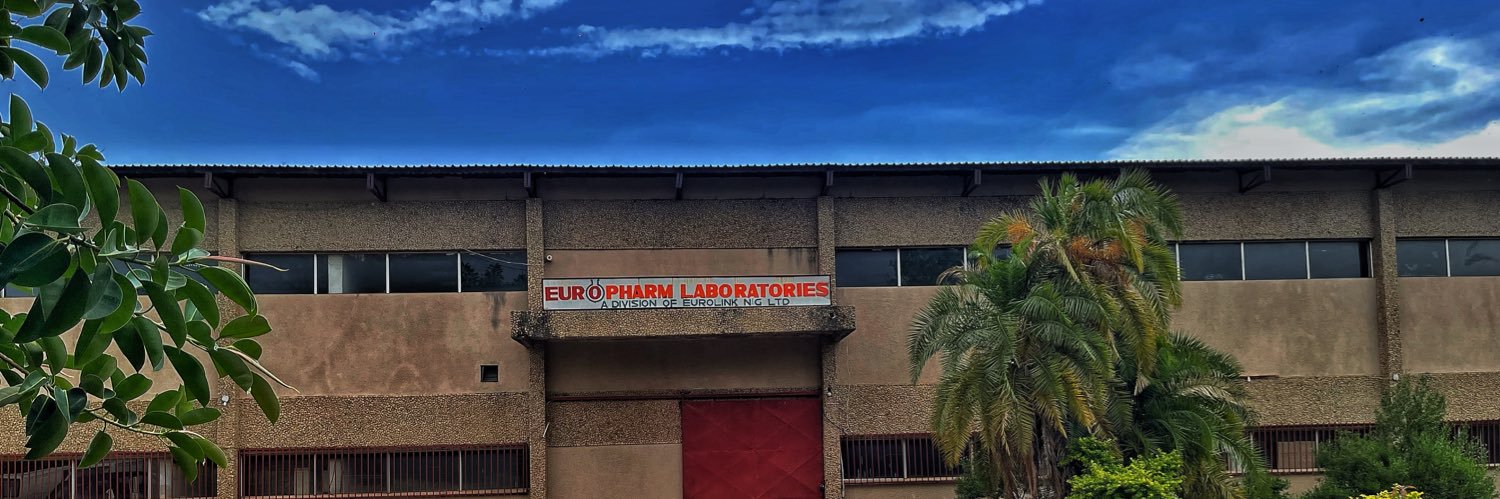 EUROPHARM LABORATORIES
A DIVISION OF EUROLINK NIG LTD